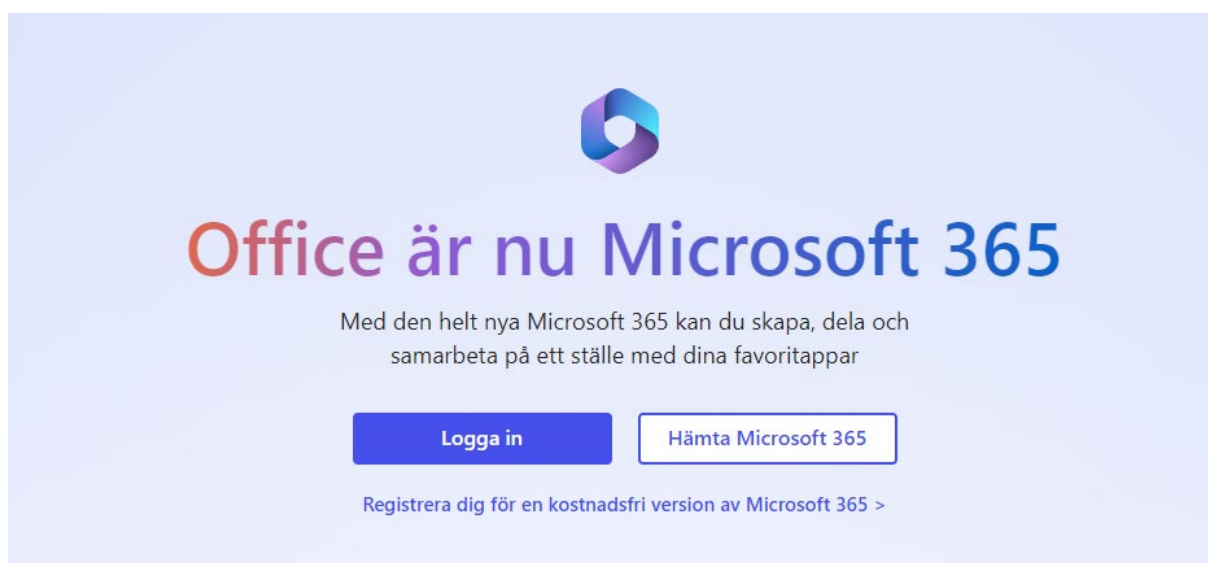 Office är nu Microsoft 365
Med den helt nya Microsoft 365 kan du skapa, dela och
samarbeta på ett ställe med dina favoritappar
Logga in
Hämta Microsoft 365
Registrera dig för en kostnadsfri version av Microsoft 365 >